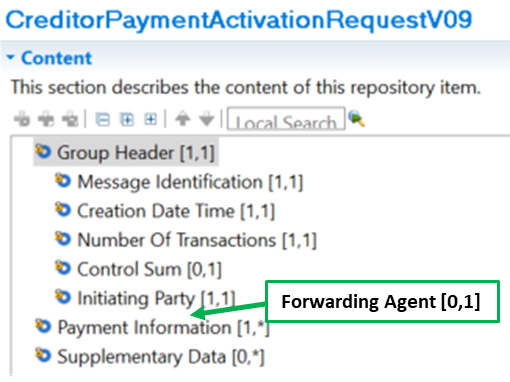 CreditorPaymentActivationRequestV09
Content
This section describes the content of this repository item.
Local Search
Group Header [1,1]
Message Identification [1,1]
Creation Date Time [1,1]
Number Of Transactions [1,1]
Control Sum [0,1]
Initiating Party [1,1]
Forwarding Agent [0,1]
Payment Information [1,*]
Supplementary Data [0,*]